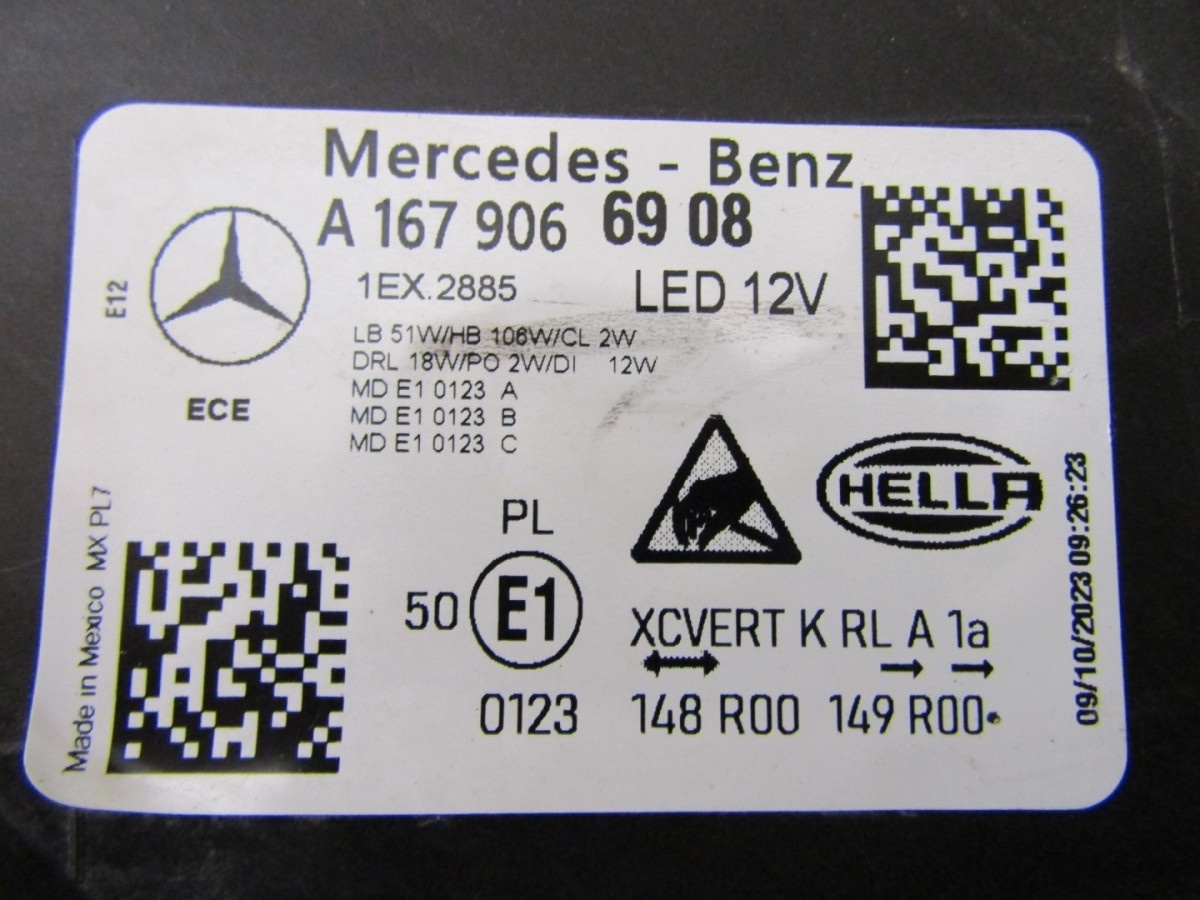 Mercedes - Benz
A 167 906 69 08
1EX.2885 LED 12V
LB 51W/HB 106W/CL 2W
DRL 18W/PO 2W/DI 12W
MD E1 0123 A
MD E1 0123 B
MD E1 0123 C
E12
ECE
HELLA
09/10/2023 09:26:23
Made in Mexico MX PL7
PL
50 E1 XCVERT K RL A 1a
0123 148 R00 149 R00